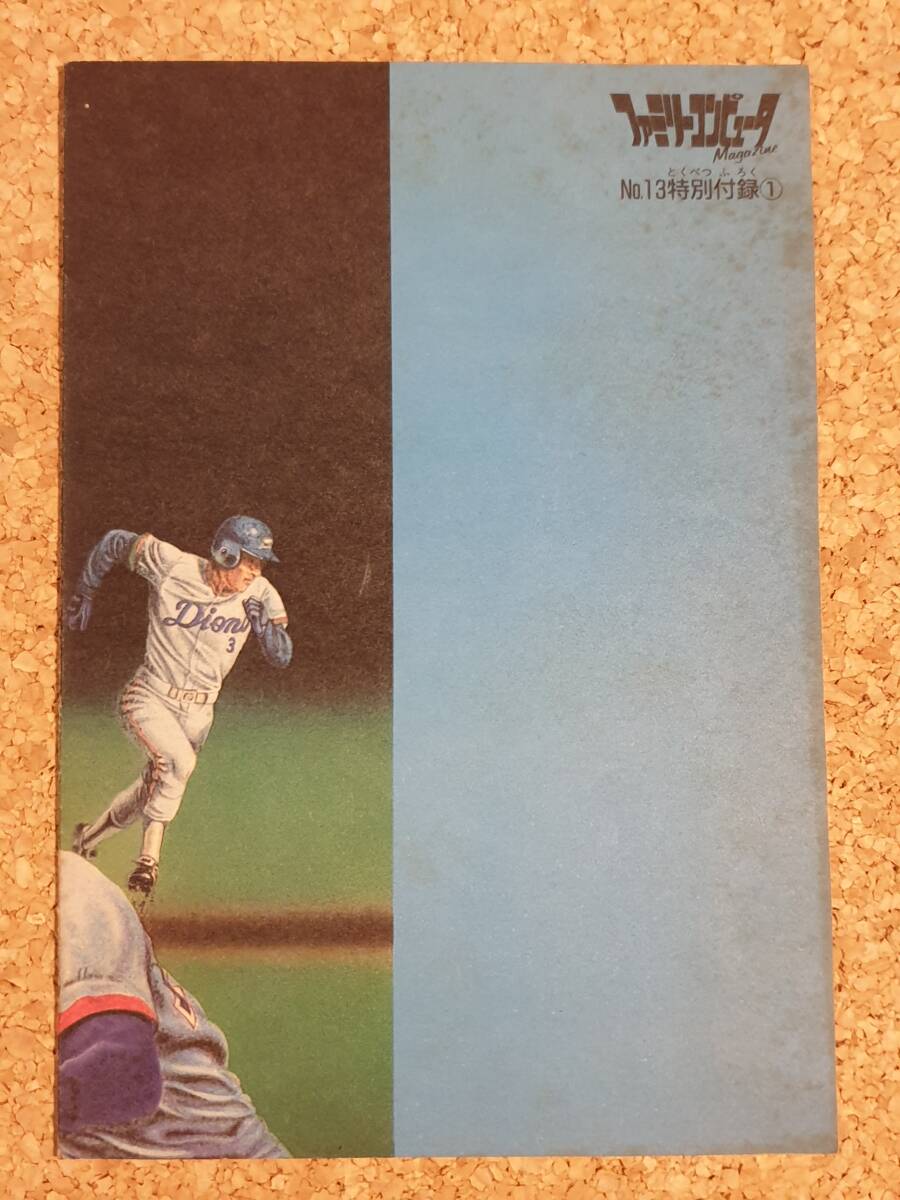 ファミリーコンピュータ
Magazine
とくべつ ふろく
No.13特別付録①
Dion
3